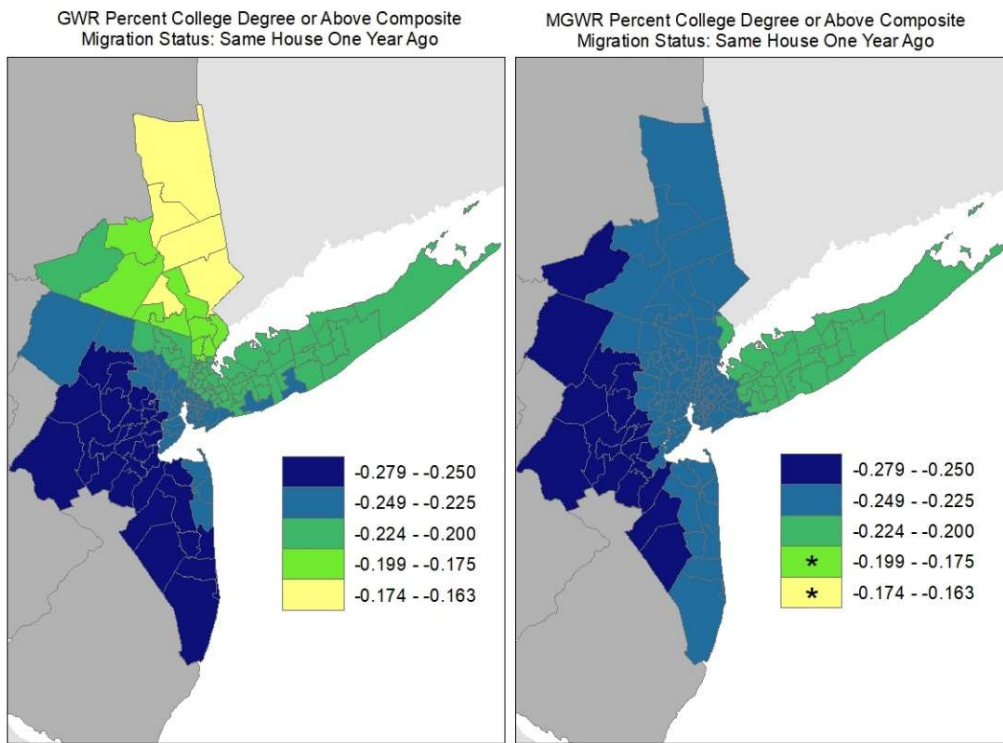 GWR Percent College Degree or Above Composite
Migration Status: Same House One Year Ago
-0.279 - -0.250
-0.249 - -0.225
-0.224 - -0.200
-0.199 - -0.175
-0.174 - -0.163
MGWR Percent College Degree or Above Composite
Migration Status: Same House One Year Ago
-0.279 - -0.250
-0.249 - -0.225
-0.224 - -0.200
* -0.199 - -0.175
* -0.174 - -0.163